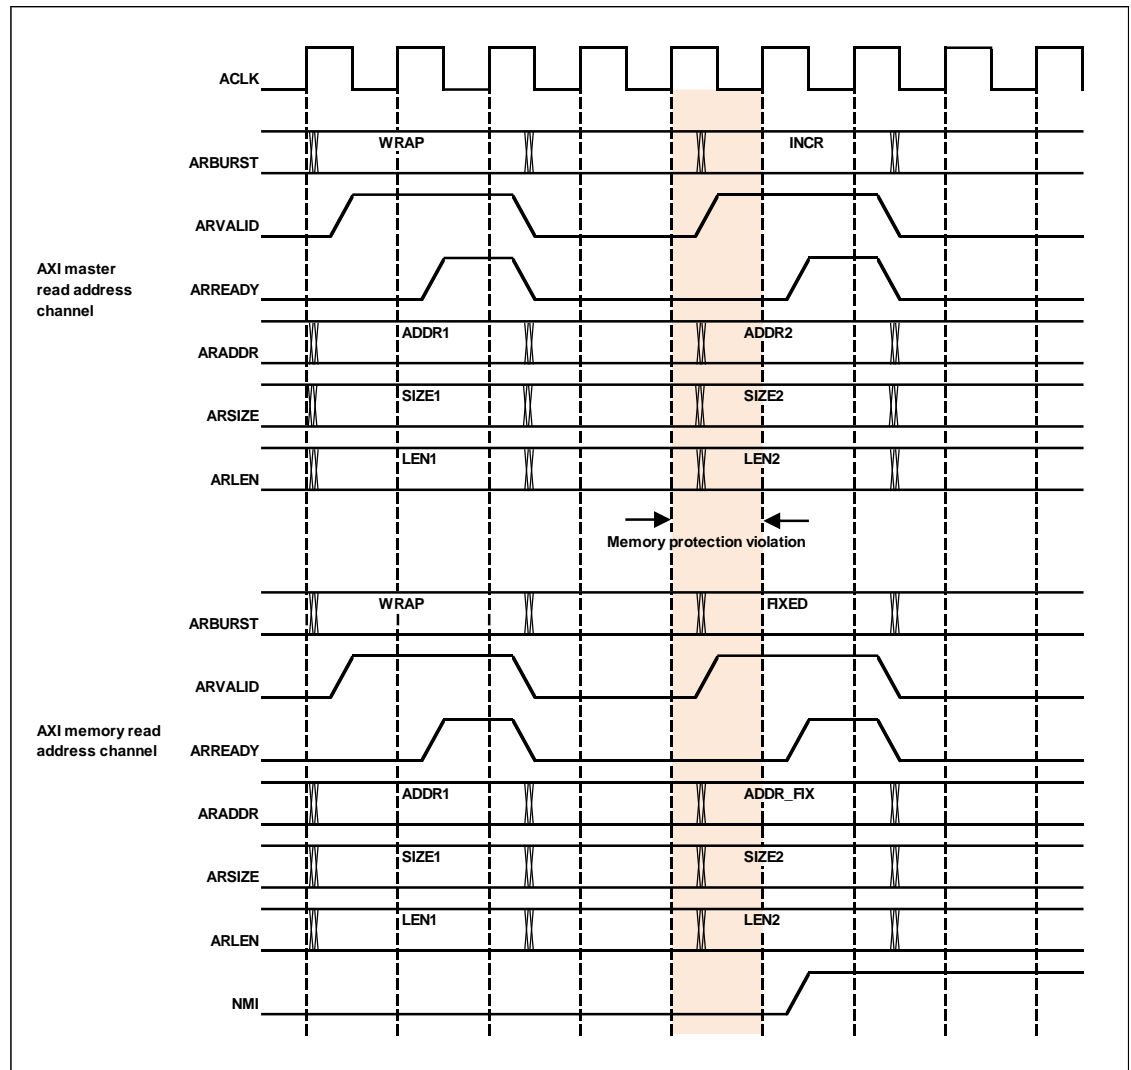 ACLK
WRAP INCR
ARBURST
ARVALID
AXI master
read address
channel
ARREADY
ADDR1 ADDR2
ARADDR
SIZE1 SIZE2
ARSIZE
LEN1 LEN2
ARLEN
Memory protection violation
WRAP FIXED
ARBURST
ARVALID
AXI memory read
address channel
ARREADY
ADDR1 ADDR_FIX
ARADDR
SIZE1 SIZE2
ARSIZE
LEN1 LEN2
ARLEN
NMI